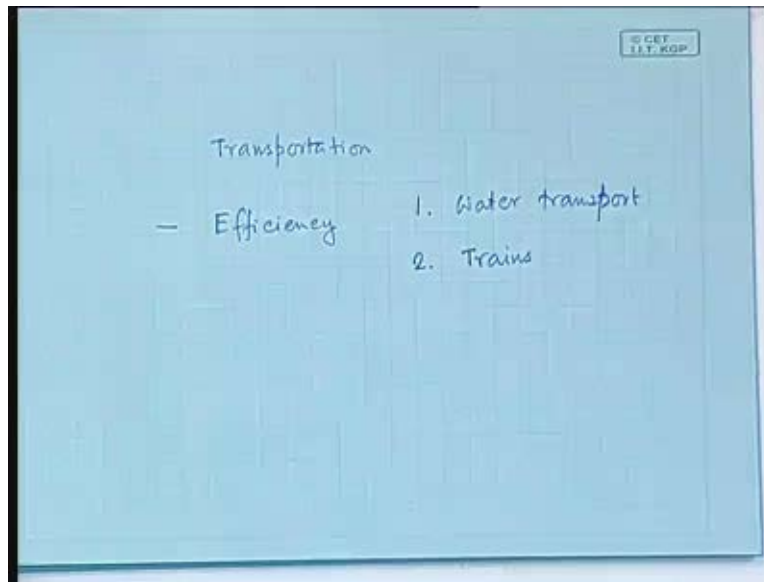 © CET
I.I.T. KGP
Transportation
— Efficiency
1. Water transport
2. Trains